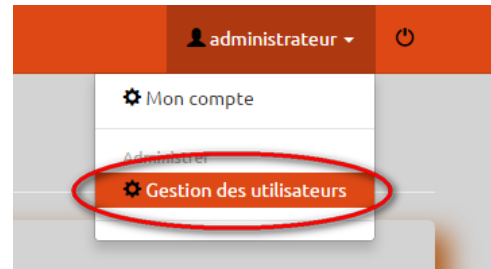 administrateur
Mon compte
Administrer
Gestion des utilisateurs